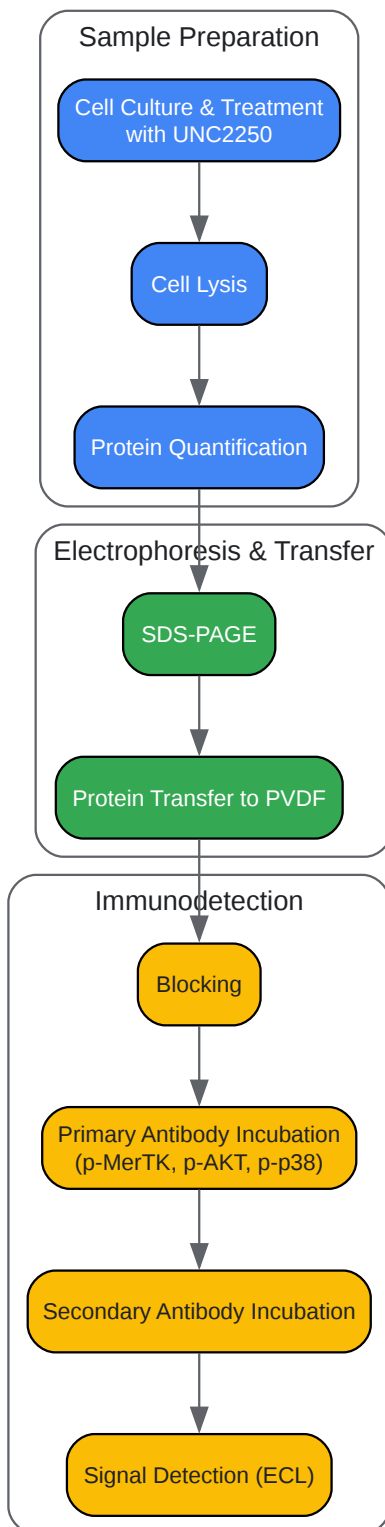 Sample Preparation
Cell Culture & Treatment
with UNC2250
Cell Lysis
Protein Quantification
Electrophoresis & Transfer
SDS-PAGE
Protein Transfer to PVDF
Immunodetection
Blocking
Primary Antibody Incubation
(p-MerTK, p-AKT, p-p38)
Secondary Antibody Incubation
Signal Detection (ECL)